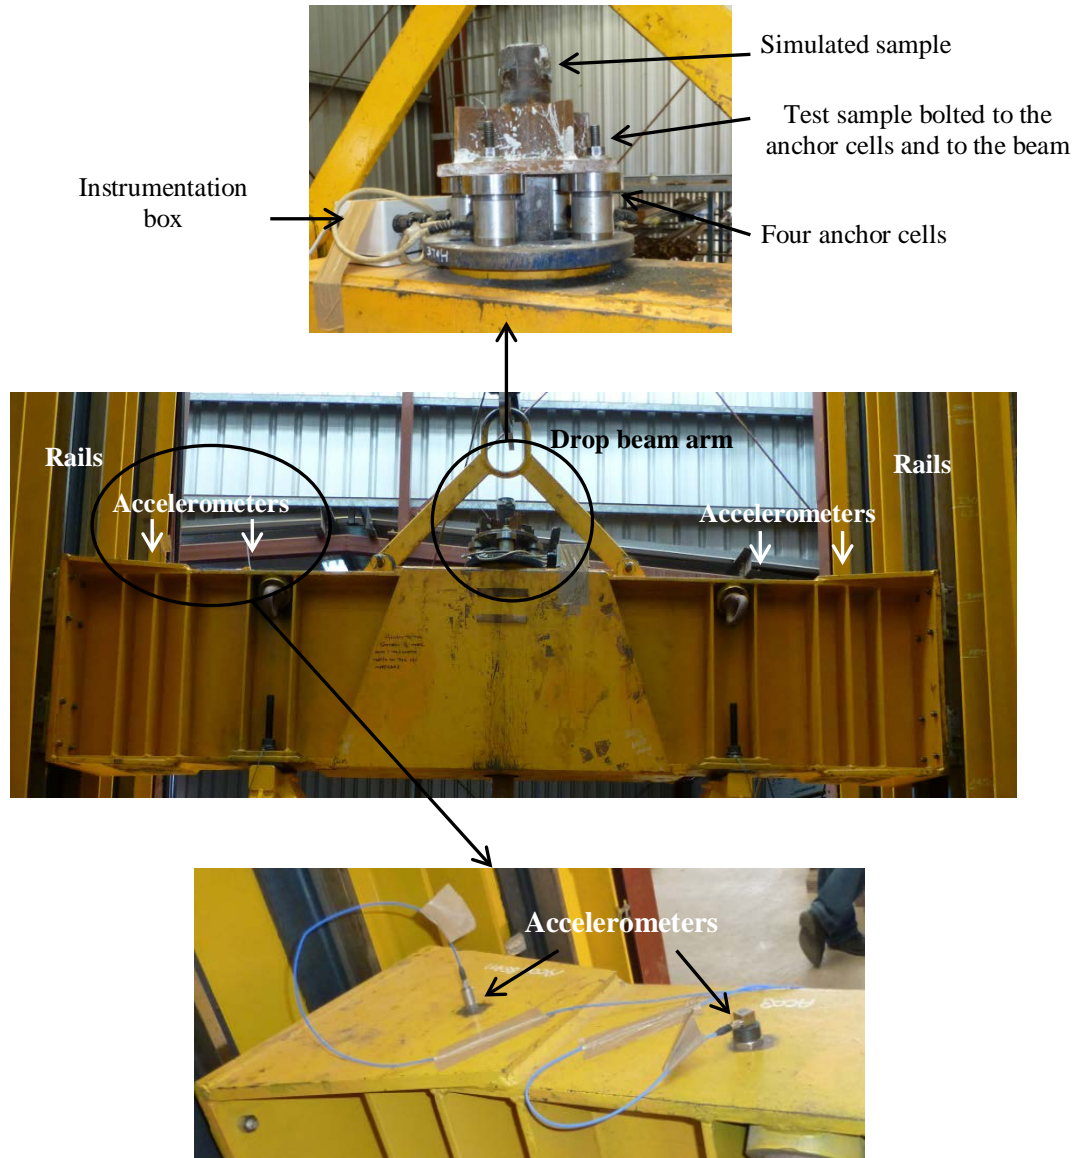 Simulated sample
Test sample bolted to the
anchor cells and to the beam
Instrumentation
box
Four anchor cells
Drop beam arm
Rails
Rails
Accelerometers
Accelerometers
Accelerometers